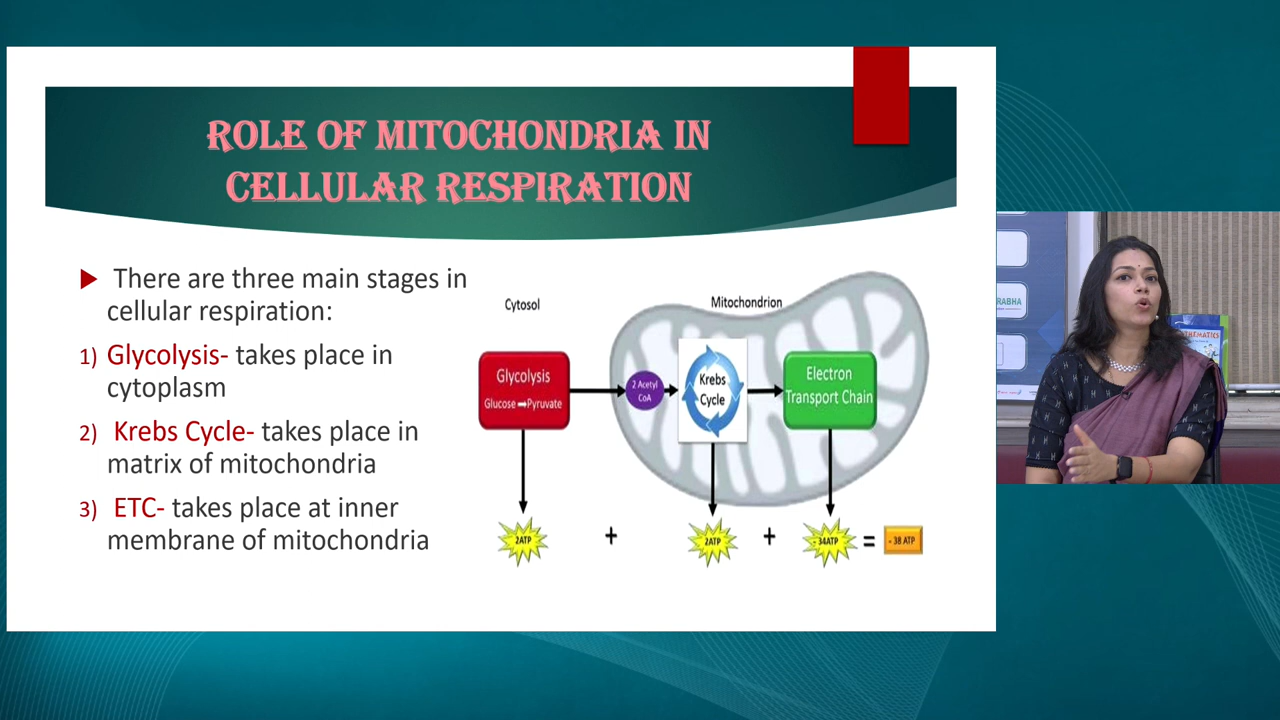 ROLE OF MITOCHONDRIA IN
CELLULAR RESPIRATION
There are three main stages in
cellular respiration:
1) Glycolysis- takes place in
cytoplasm
2) Krebs Cycle- takes place in
matrix of mitochondria
3) ETC- takes place at inner
membrane of mitochondria
Cytosol
Mitochondrion
Glycolysis
Glucose ➡Pyruvate
2 Acetyl
CoA
Krebs
Cycle
Electron
Transport Chain
2ATP
+
2ATP
+
34ATP
=
- 38 ATP
RABHA
THEMATICS